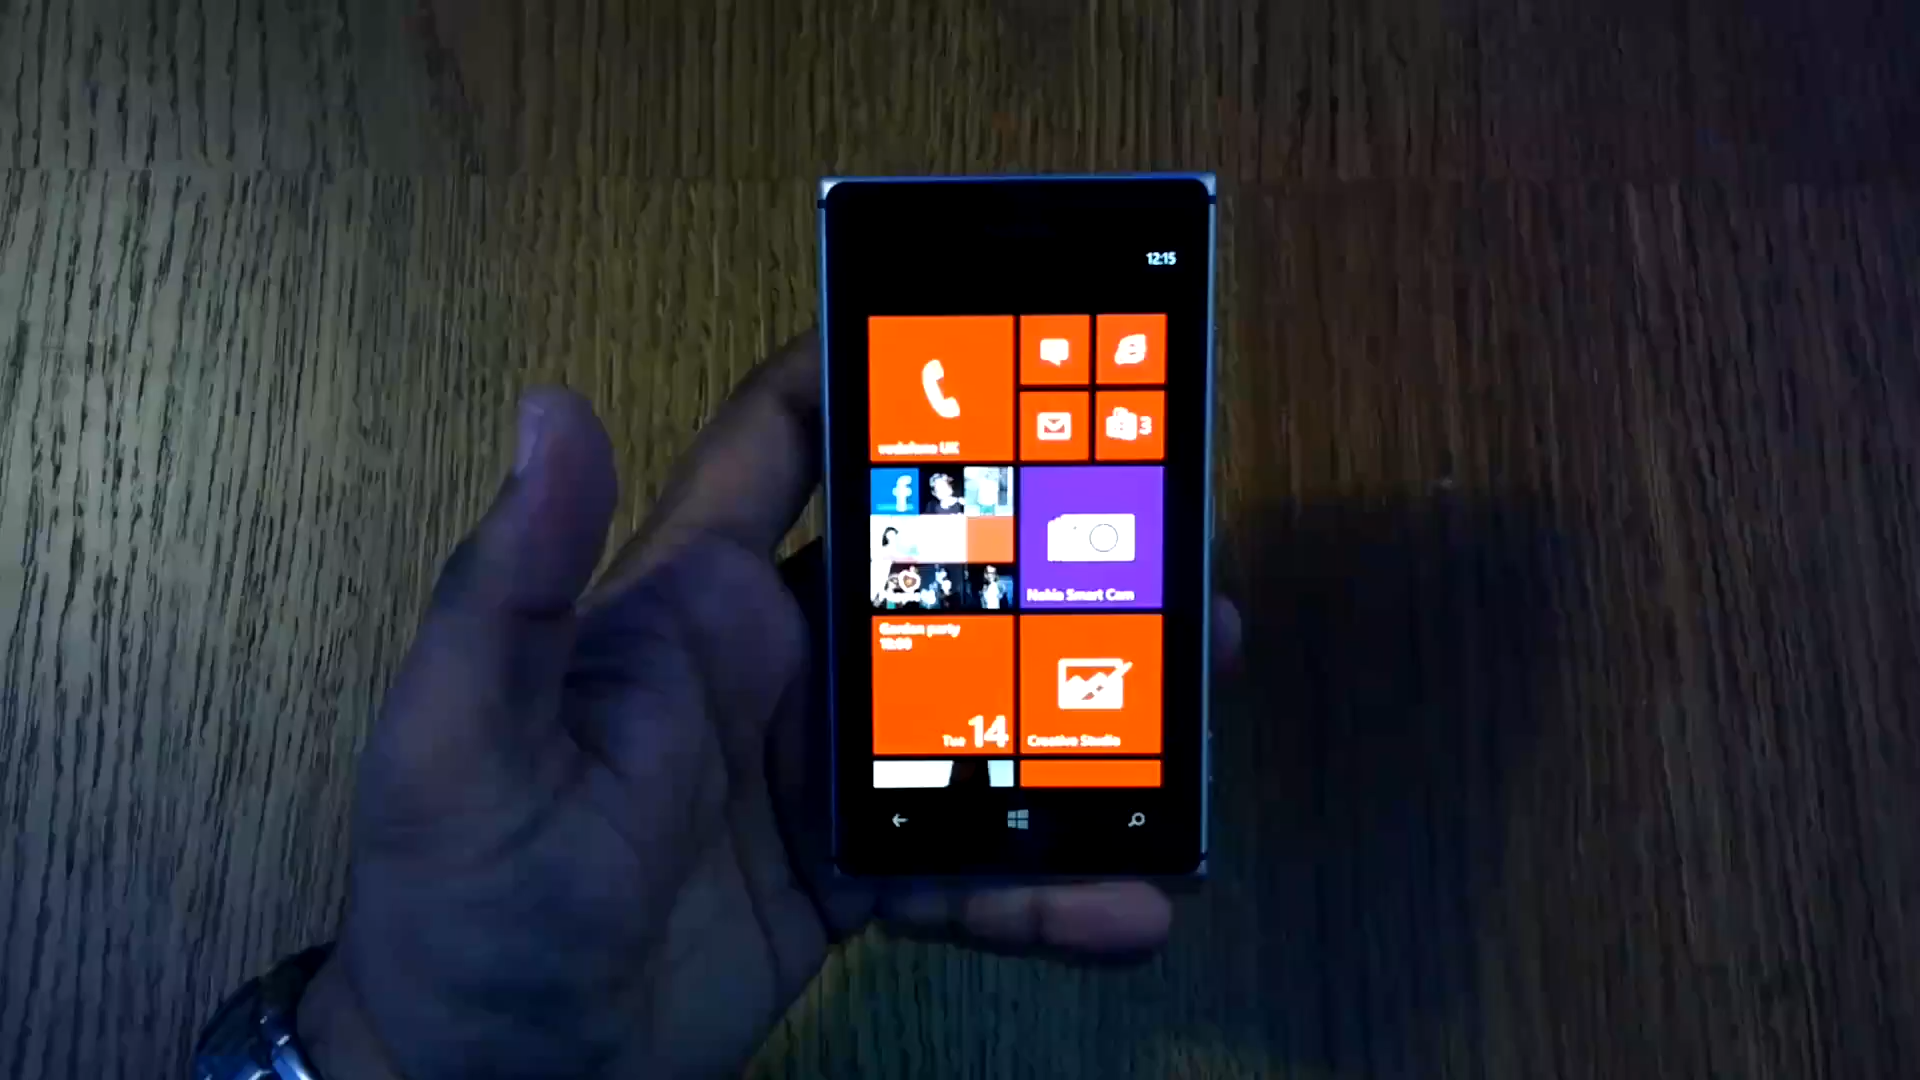 12:15
vodafone UK
3
Nokia Smart Cam
Garden party
Tue 14
Creative Studio